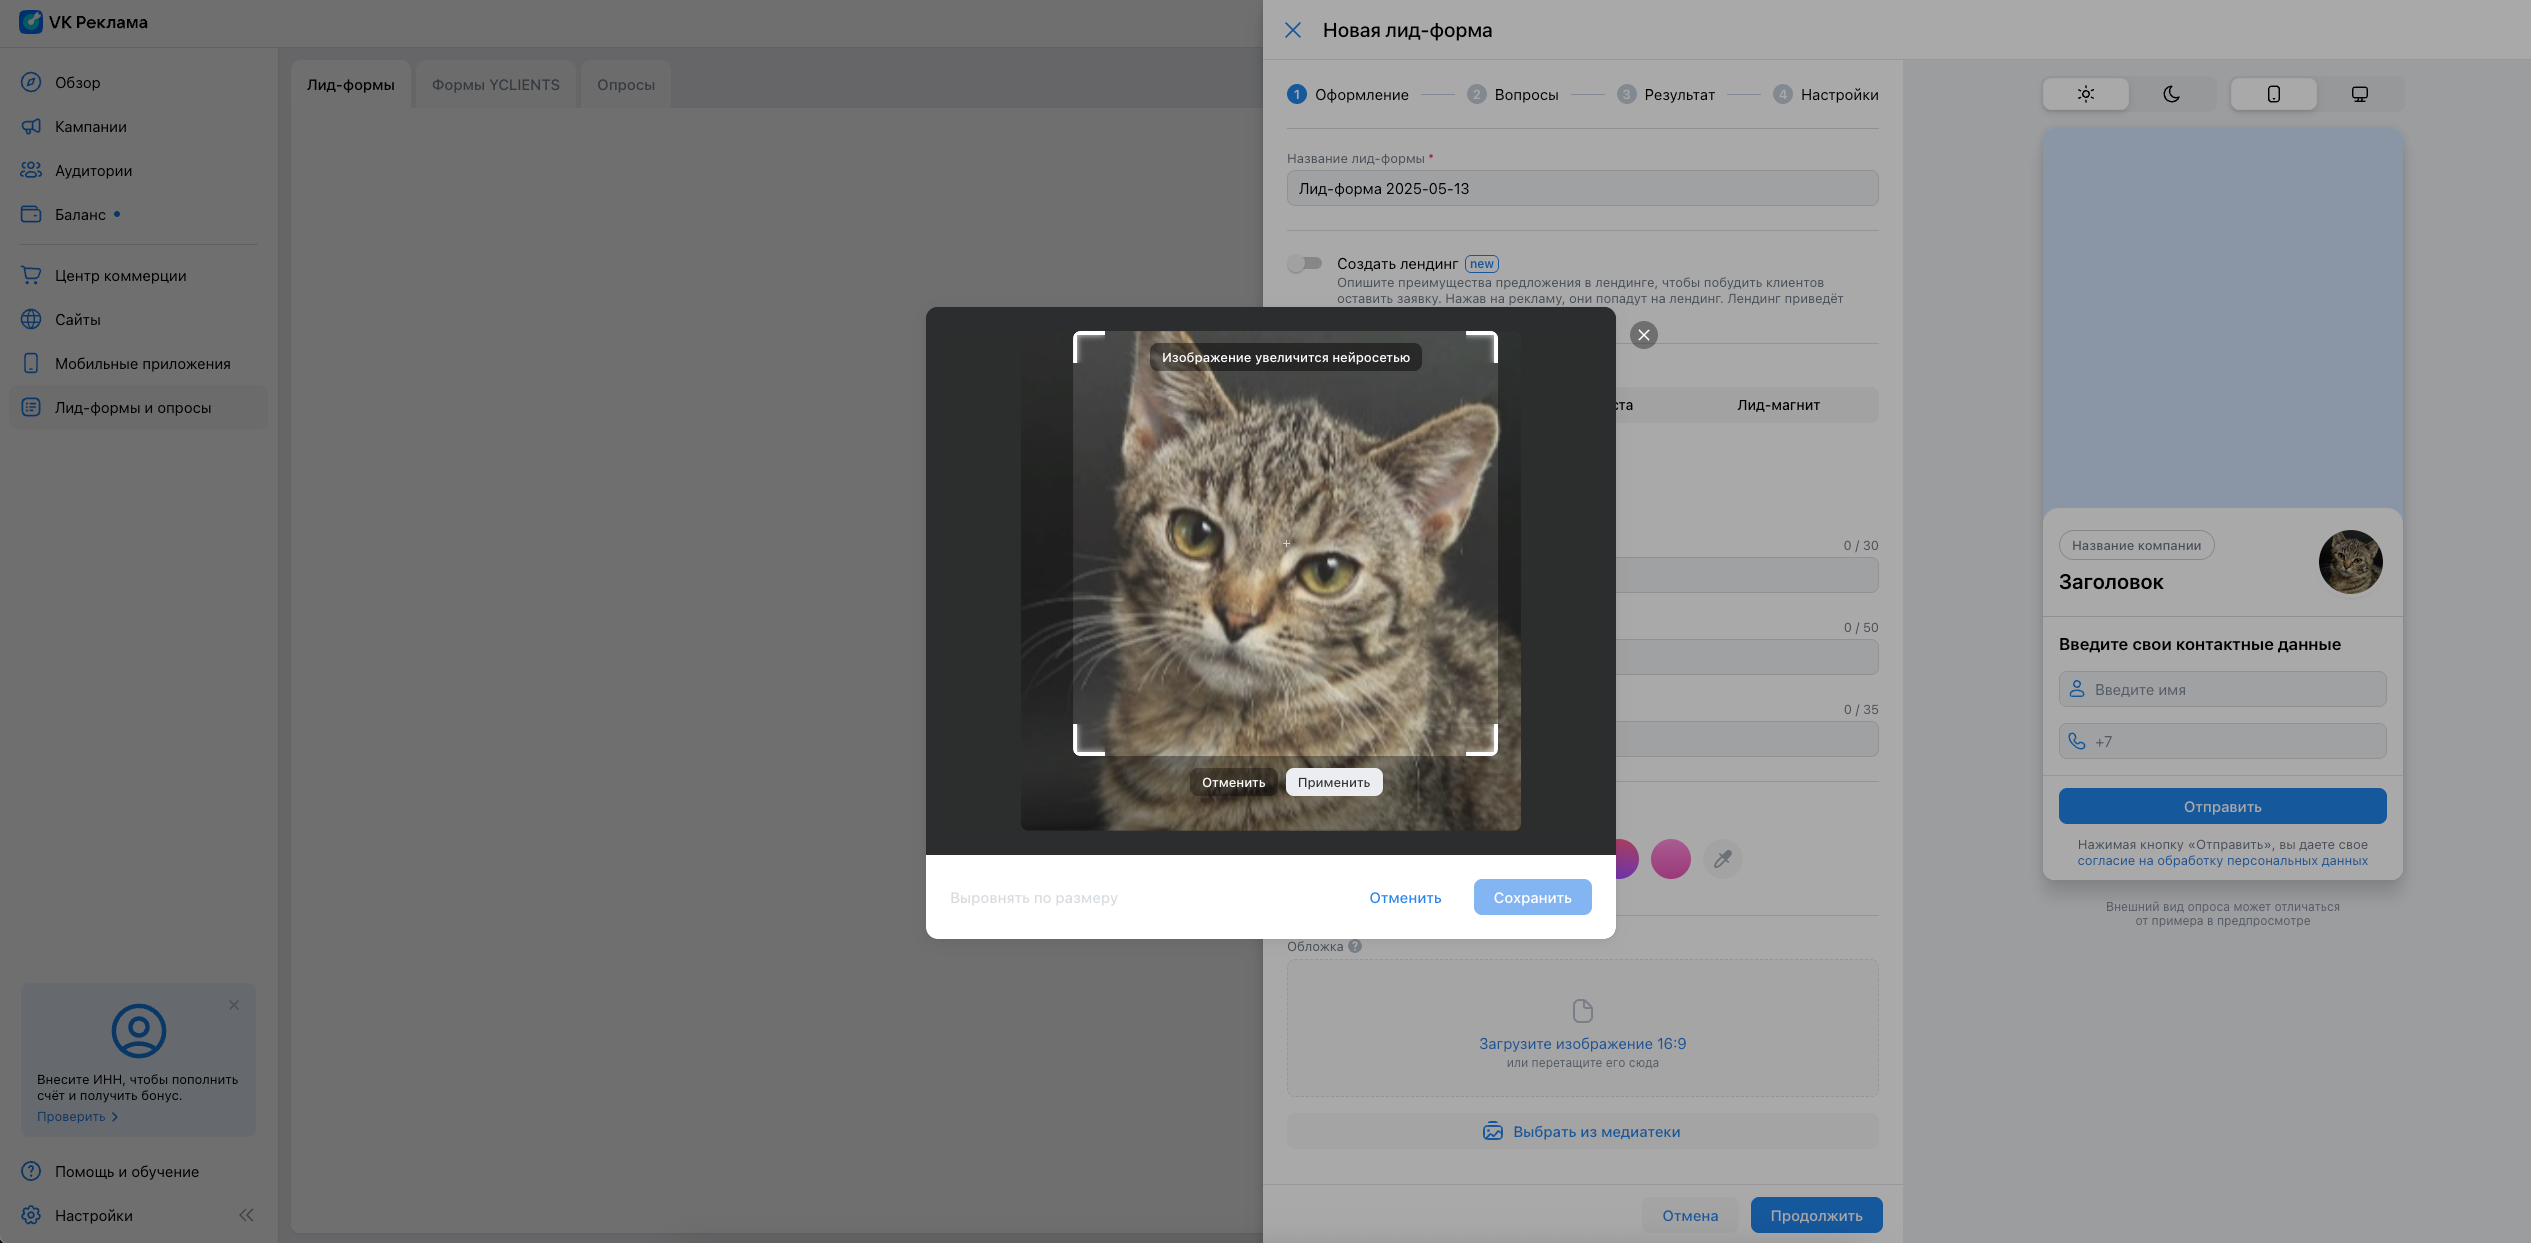 VK Реклама
Обзор
Кампании
Аудитории
Баланс
Центр коммерции
Сайты
Мобильные приложения
Лид-формы и опросы
Внесите ИНН, чтобы пополнить
счёт и получить бонус.
Проверить
Помощь и обучение
Настройки
Лид-формы
Формы YCLIENTS
Опросы
Новая лид-форма
1 Оформление
2 Вопросы
3 Результат
4 Настройки
Название лид-формы *
Лид-форма 2025-05-13
Создать лендинг new
Опишите преимущества предложения в лендинге, чтобы побудить клиентов
оставить заявку. Нажав на рекламу, они попадут на лендинг. Лендинг приведёт
Лид-магнит
0 / 30
0 / 50
0 / 35
Изображение увеличится нейросетью
Отменить
Применить
Выровнять по размеру
Отменить
Сохранить
Обложка ?
Загрузите изображение 16:9
или перетащите его сюда
Выбрать из медиатеки
Отмена
Продолжить
Название компании
Заголовок
Введите свои контактные данные
Введите имя
+7
Отправить
Нажимая кнопку «Отправить», вы даете свое
согласие на обработку персональных данных
Внешний вид опроса может отличаться
от примера в предпросмотре